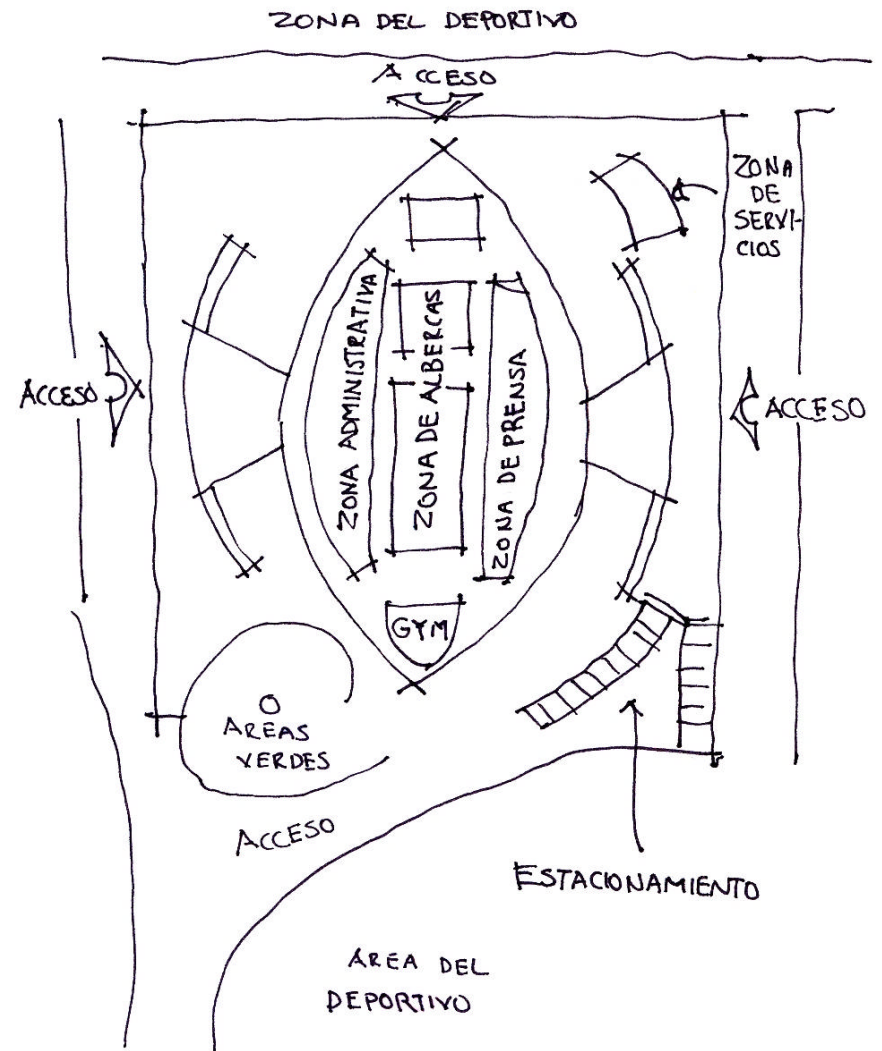 ZONA DEL DEPORTIVO
ACCESO
ZONA
DE
SERVI-
CIOS
ZONA ADMINISTRATIVA
ZONA DE ALBERCAS
ZONA DE PRENSA
ACCESO
ACCESO
GYM
AREAS
VERDES
ACCESO
ESTACIONAMIENTO
AREA DEL
DEPORTIVO